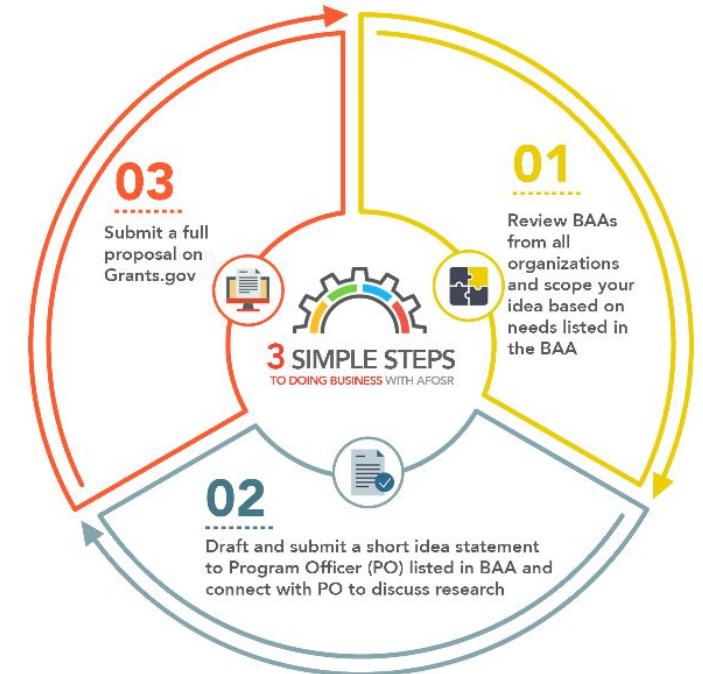 3 SIMPLE STEPS
TO DOING BUSINESS WITH AFOSR
01
Review BAAs
from all
organizations
and scope your
idea based on
needs listed in
the BAA
02
Draft and submit a short idea statement
to Program Officer (PO) listed in BAA and
connect with PO to discuss research
03
Submit a full
proposal on
Grants.gov